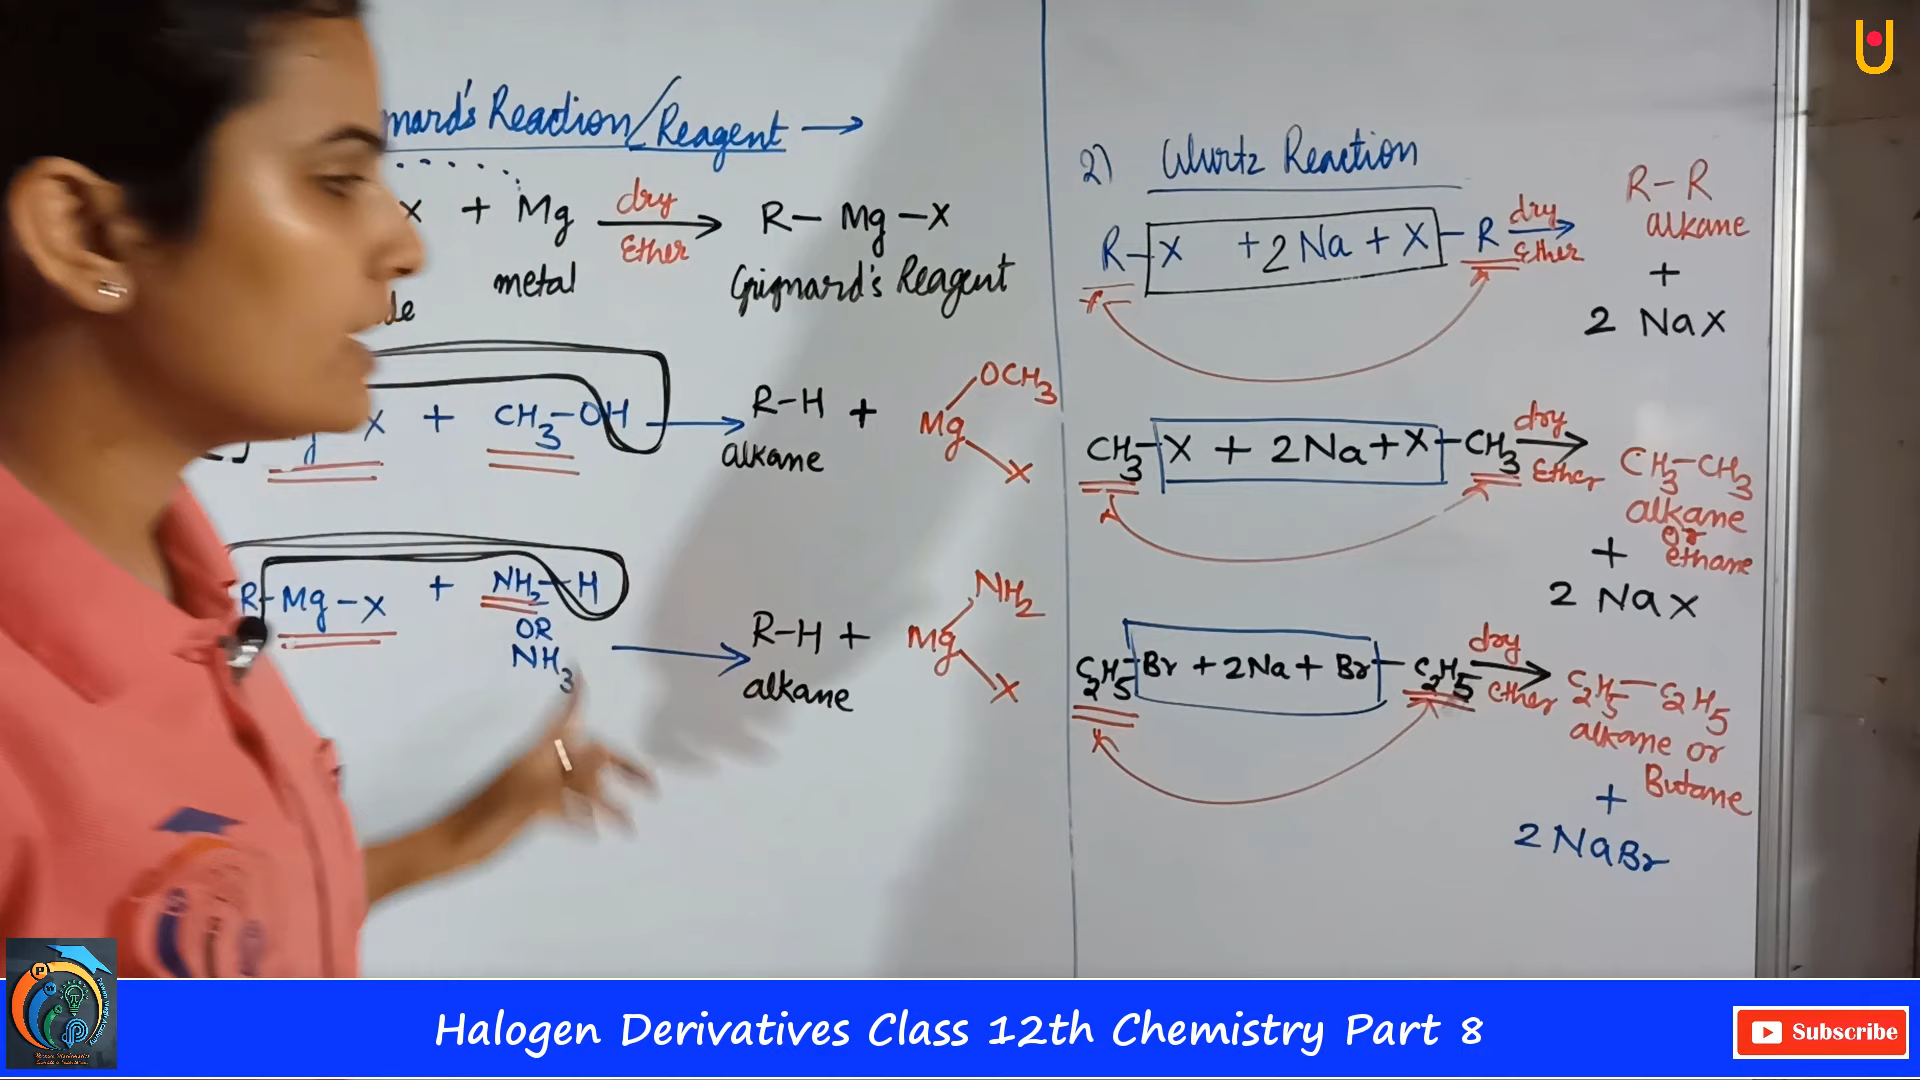 nard's Reaction/Reagent →
x + Mg dry Ether → R–Mg–X
metal Grignard's Reagent
de
x + CH3–OH → R–H + Mg OCH3 X
alkane
R–Mg–x + NH2–H
OR
NH3 → R–H + Mg NH2 X
alkane
2) Wurtz Reaction
R–X + 2Na + X–R dry Ether → R–R
alkane
+
2 NaX
CH3–X + 2Na + X–CH3 dry Ether → CH3–CH3
alkane
or
+ ethane
2 NaX
C2H5–Br + 2Na + Br–C2H5 dry ether → C2H5–C2H5
alkane or
Butane
+
2NaBr
Halogen Derivatives Class 12th Chemistry Part 8
Subscribe